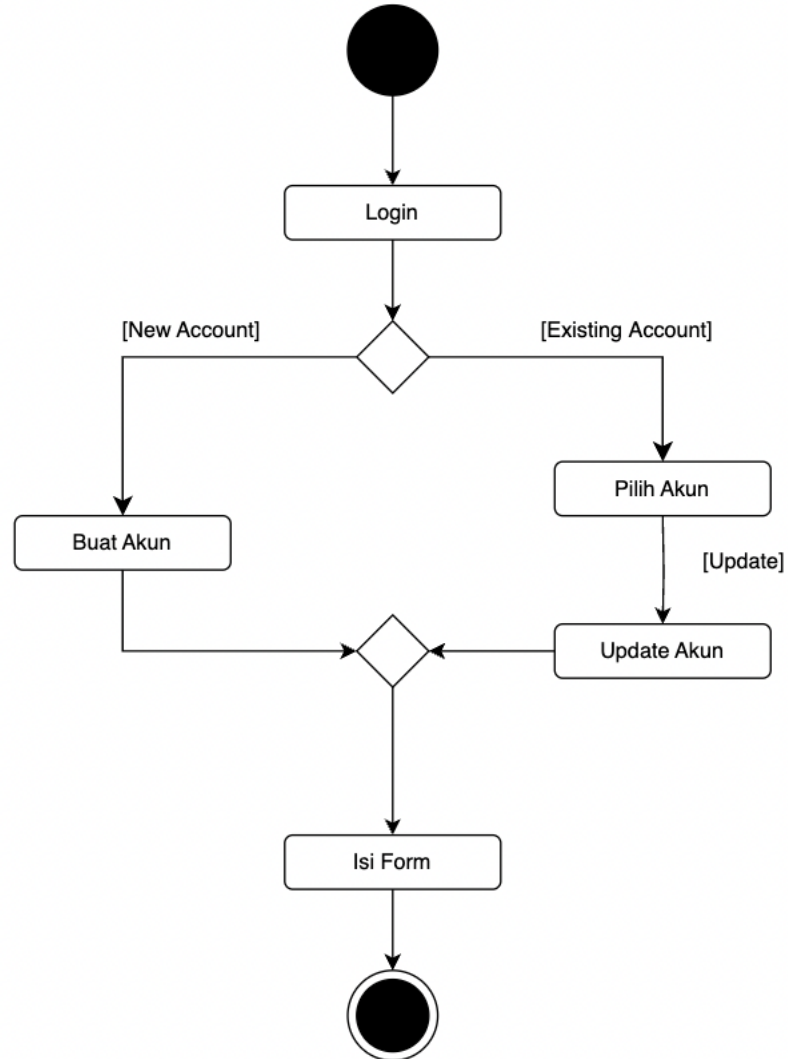 Login
[New Account]
[Existing Account]
Pilih Akun
Buat Akun
[Update]
Update Akun
Isi Form